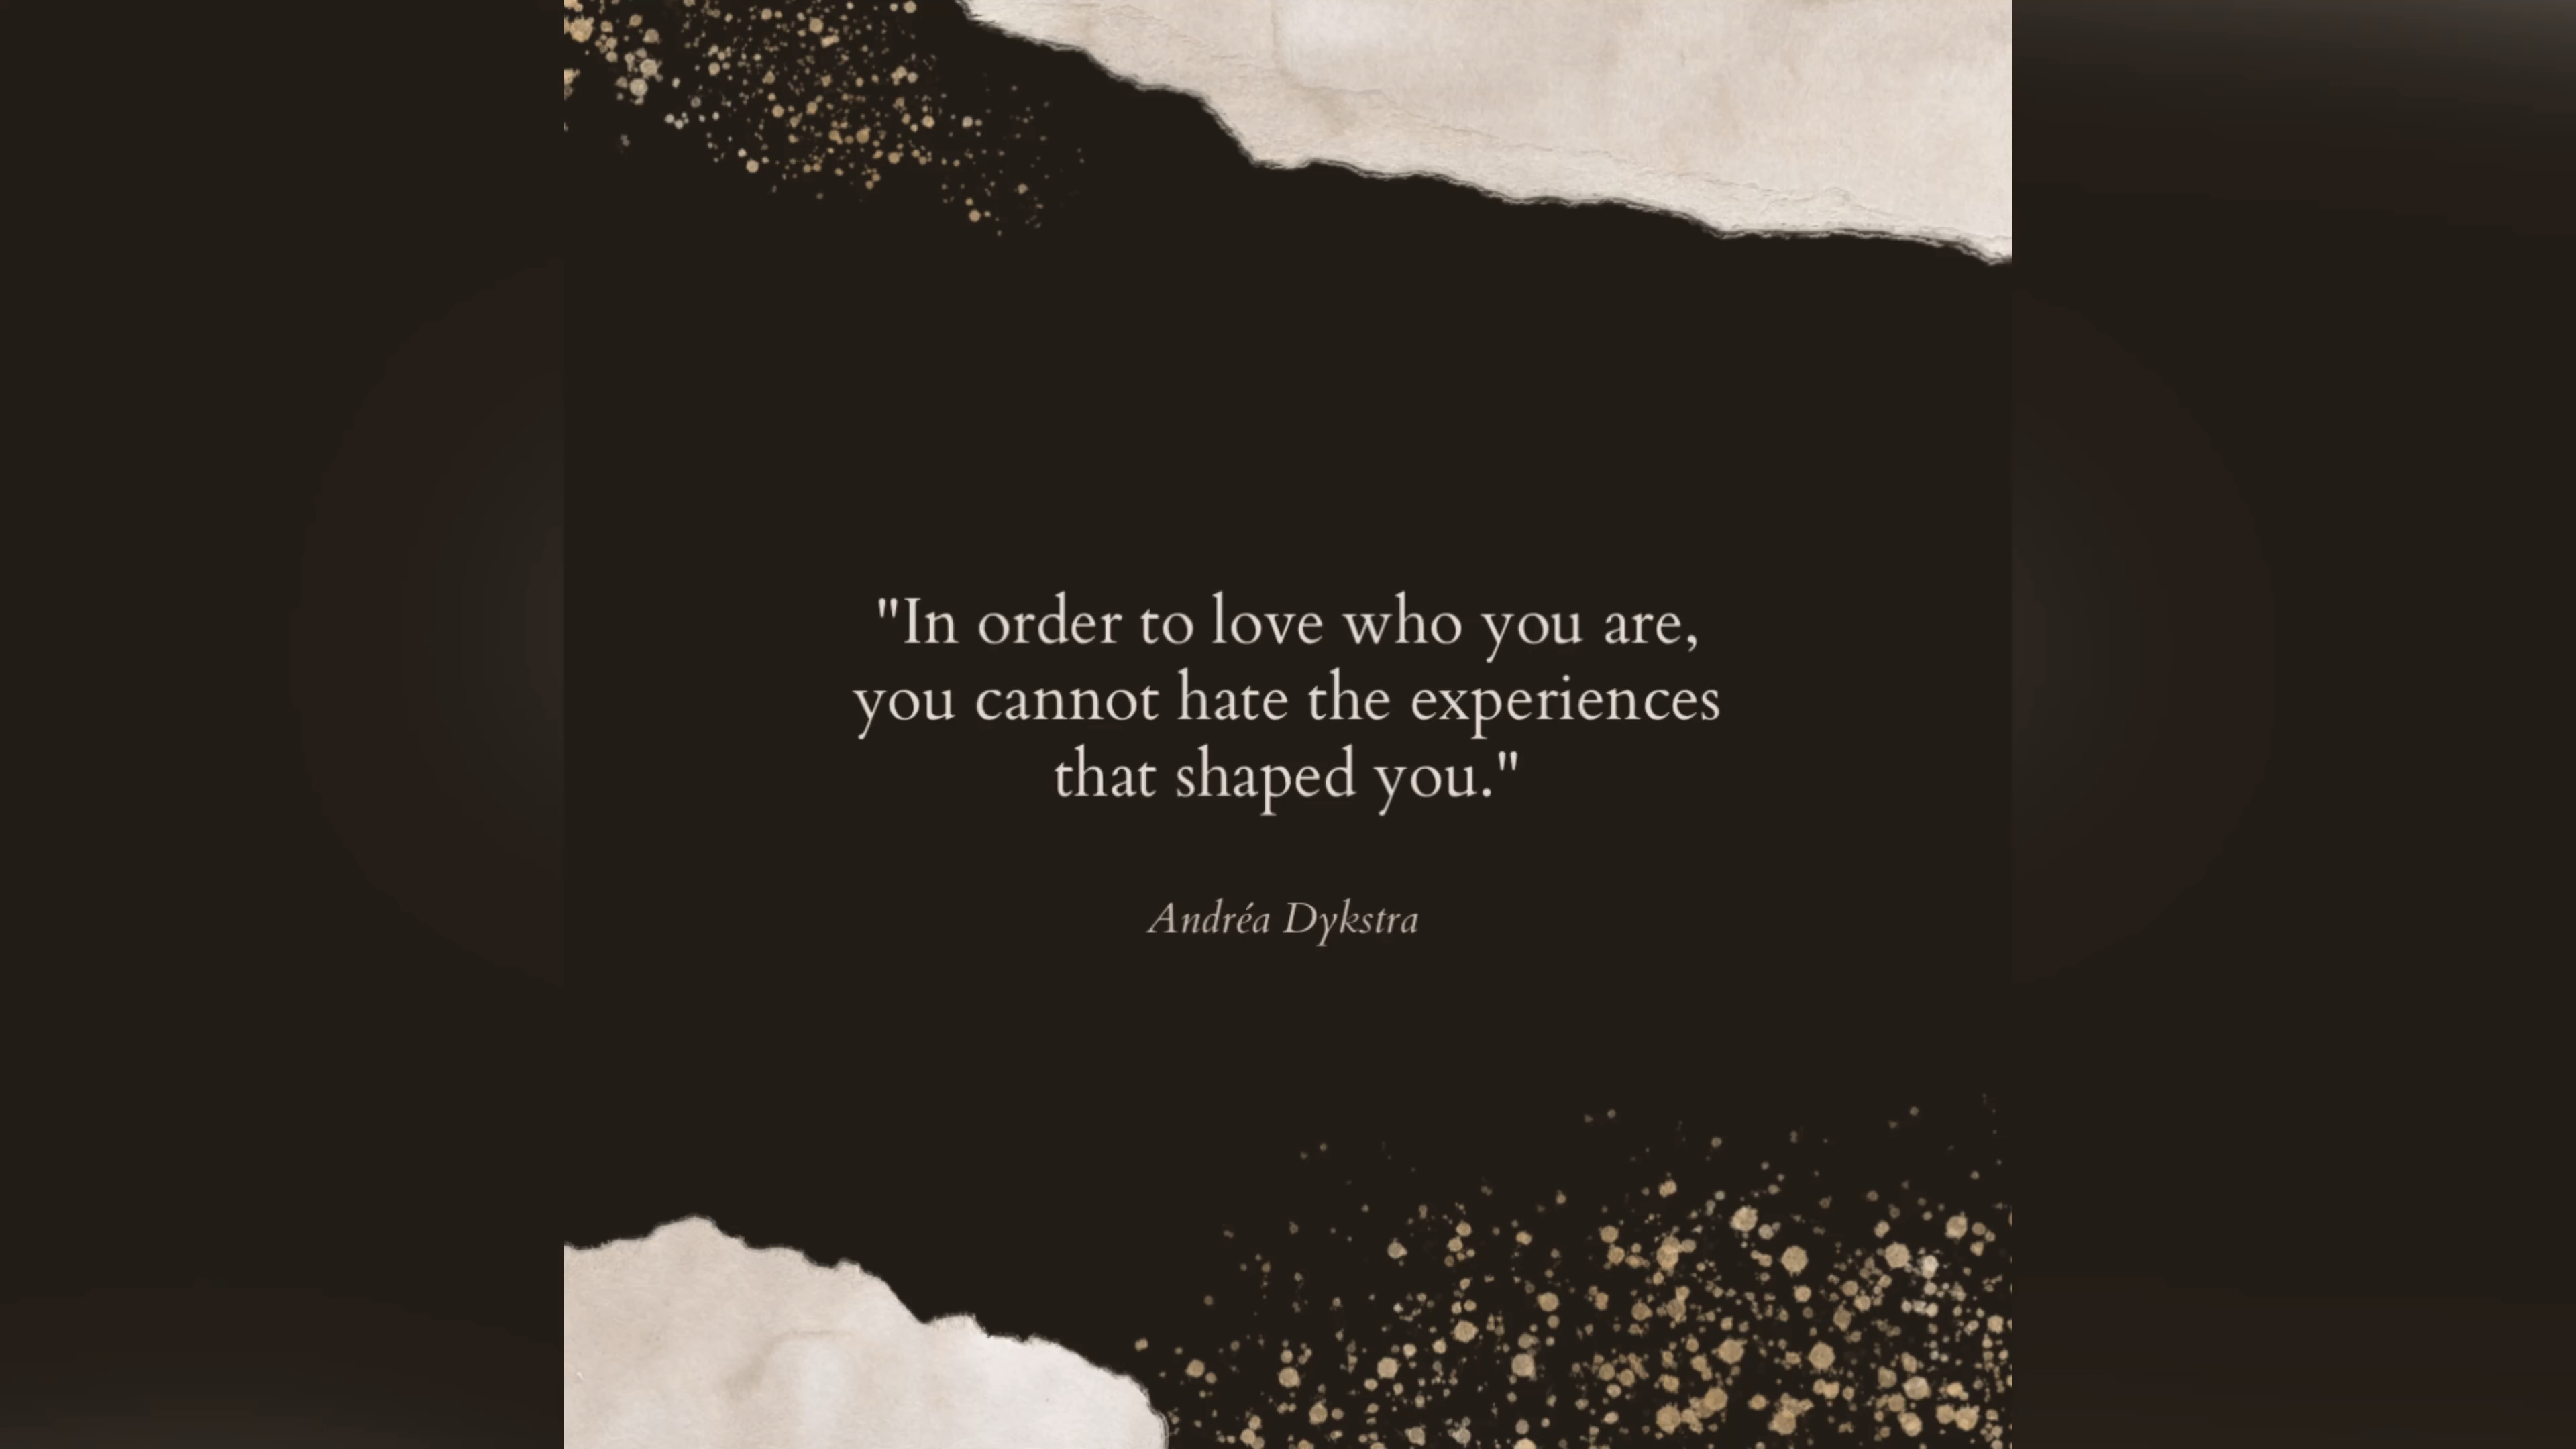 "In order to love who you are,
you cannot hate the experiences
that shaped you."
Andréa Dykstra